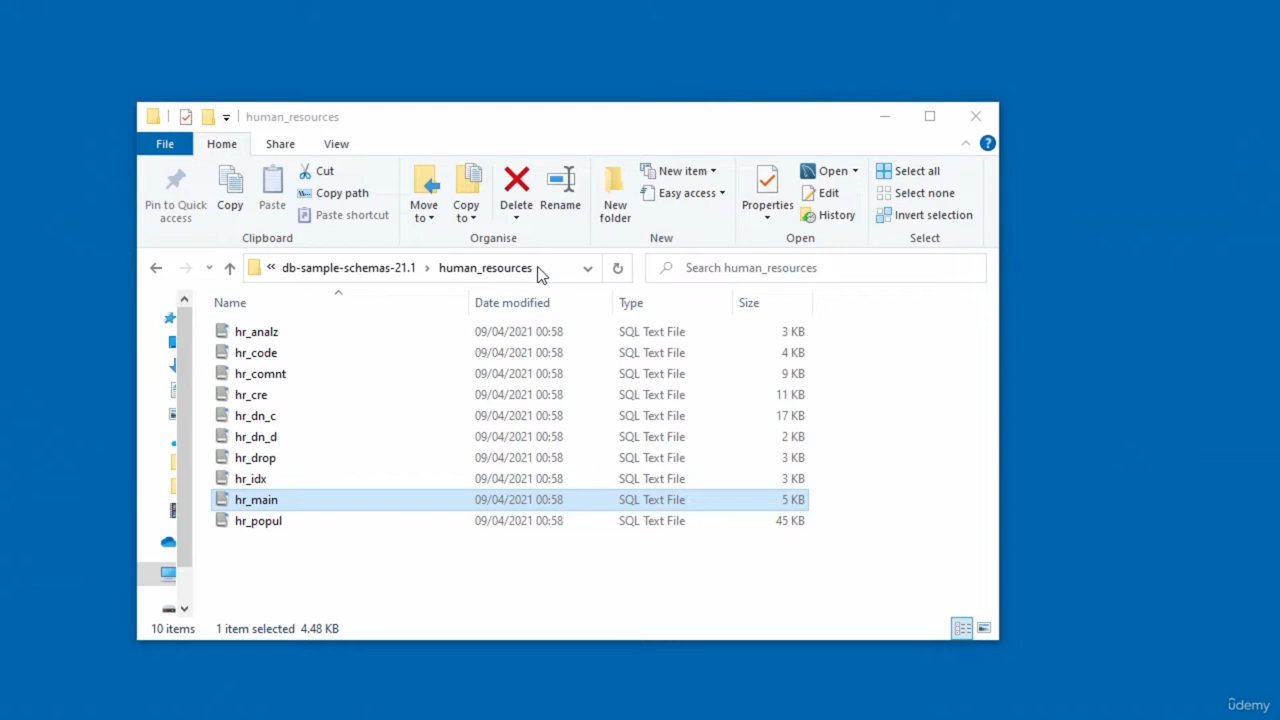 human_resources
File Home Share View
Pin to Quick access
Copy
Paste
Cut
Copy path
Paste shortcut
Clipboard
Move to
Copy to
Delete
Rename
Organise
New folder
New item
Easy access
New
Properties
Open
Edit
History
Open
Select all
Select none
Invert selection
Select
« db-sample-schemas-21.1 › human_resources
Search human_resources
Name Date modified Type Size
hr_analz 09/04/2021 00:58 SQL Text File 3 KB
hr_code 09/04/2021 00:58 SQL Text File 4 KB
hr_comnt 09/04/2021 00:58 SQL Text File 9 KB
hr_cre 09/04/2021 00:58 SQL Text File 11 KB
hr_dn_c 09/04/2021 00:58 SQL Text File 17 KB
hr_dn_d 09/04/2021 00:58 SQL Text File 2 KB
hr_drop 09/04/2021 00:58 SQL Text File 3 KB
hr_idx 09/04/2021 00:58 SQL Text File 3 KB
hr_main 09/04/2021 00:58 SQL Text File 5 KB
hr_popul 09/04/2021 00:58 SQL Text File 45 KB
10 items 1 item selected 4.48 KB
ûdemy